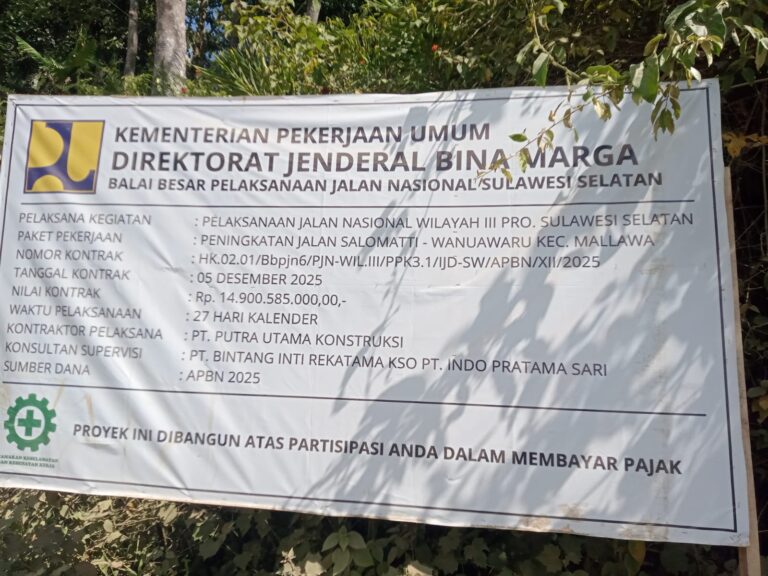 KEMENTERIAN PEKERJAAN UMUM
DIREKTORAT JENDERAL BINA MARGA
BALAI BESAR PELAKSANAAN JALAN NASIONAL SULAWESI SELATAN
PELAKSANA KEGIATAN : PELAKSANAAN JALAN NASIONAL WILAYAH III PRO. SULAWESI SELATAN
PAKET PEKERJAAN : PENINGKATAN JALAN SALOMATTI - WANUAWARU KEC. MALLAWA
NOMOR KONTRAK : HK.02.01/Bbpjn6/PJN-WIL.III/PPK3.1/IJD-SW/APBN/XII/2025
TANGGAL KONTRAK : 05 DESEMBER 2025
NILAI KONTRAK : Rp. 14.900.585.000,00,-
WAKTU PELAKSANAAN : 27 HARI KALENDER
KONTRAKTOR PELAKSANA : PT. PUTRA UTAMA KONSTRUKSI
KONSULTAN SUPERVISI : PT. BINTANG INTI REKATAMA KSO PT. INDO PRATAMA SARI
SUMBER DANA : APBN 2025
PROYEK INI DIBANGUN ATAS PARTISIPASI ANDA DALAM MEMBAYAR PAJAK